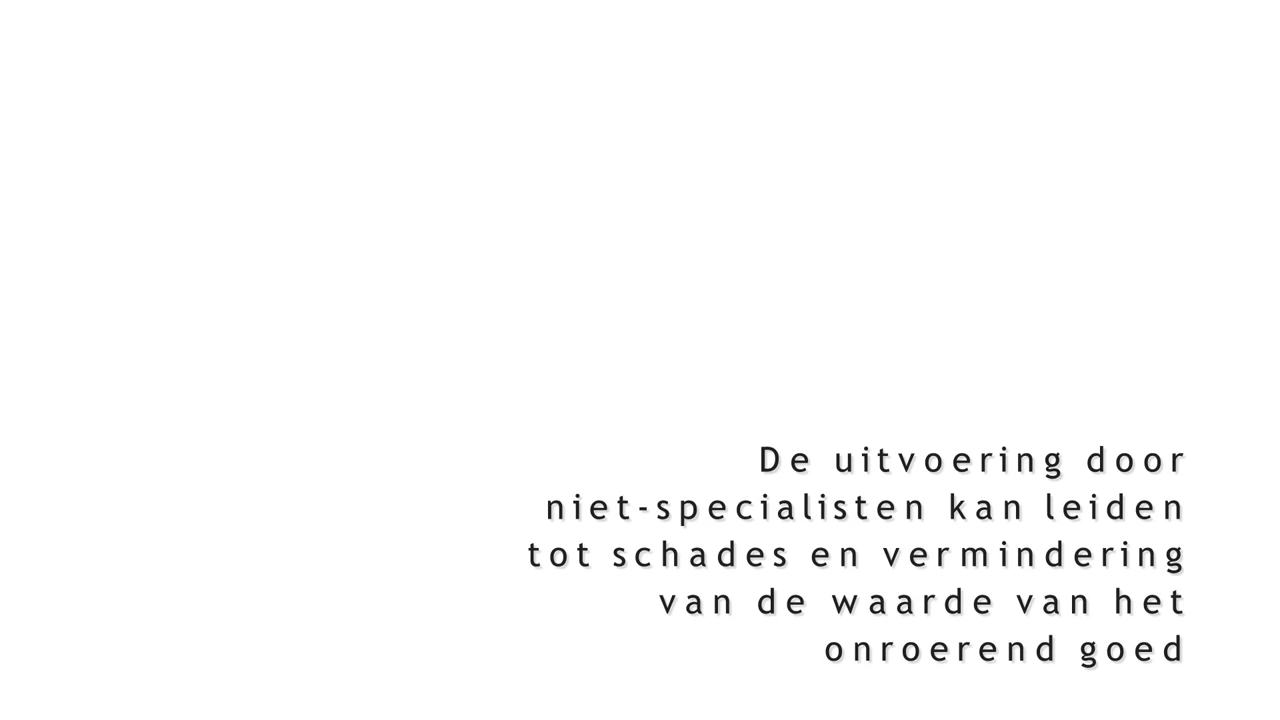 De uitvoering door
niet-specialisten kan leiden
tot schades en vermindering
van de waarde van het
onroerend goed